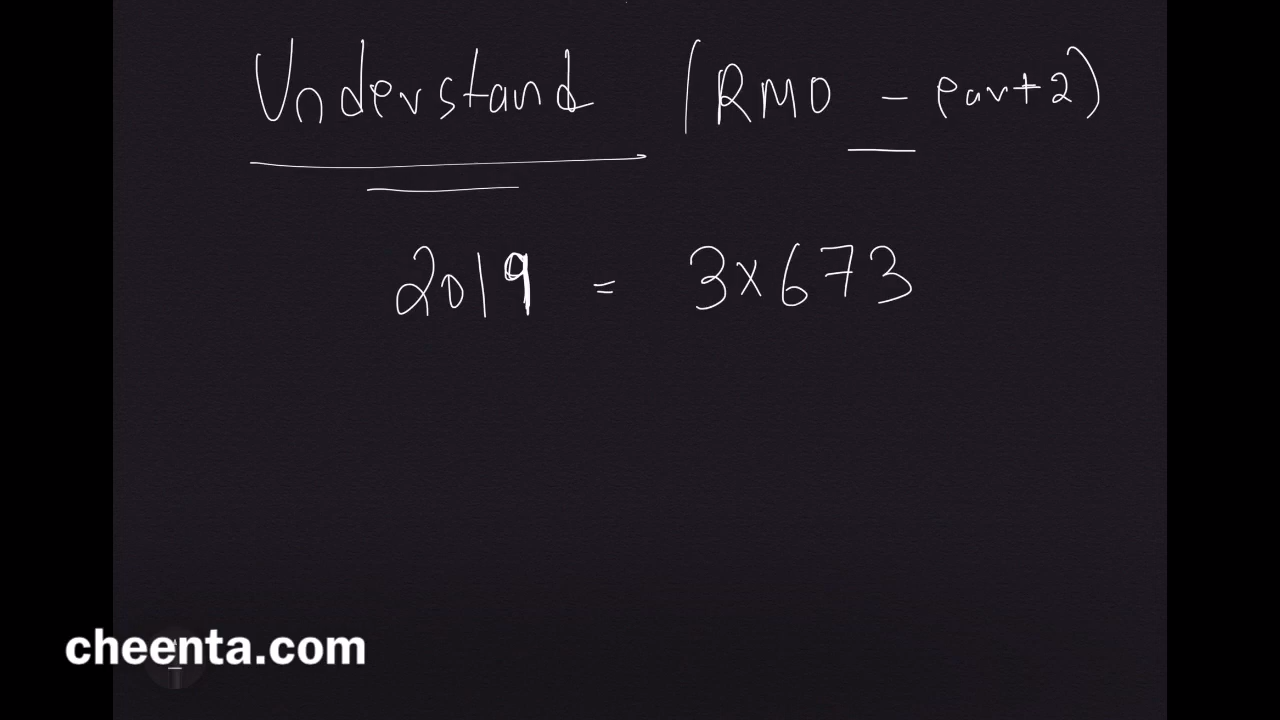 Understand (RMO - part 2)
2019 = 3x673
cheenta.com